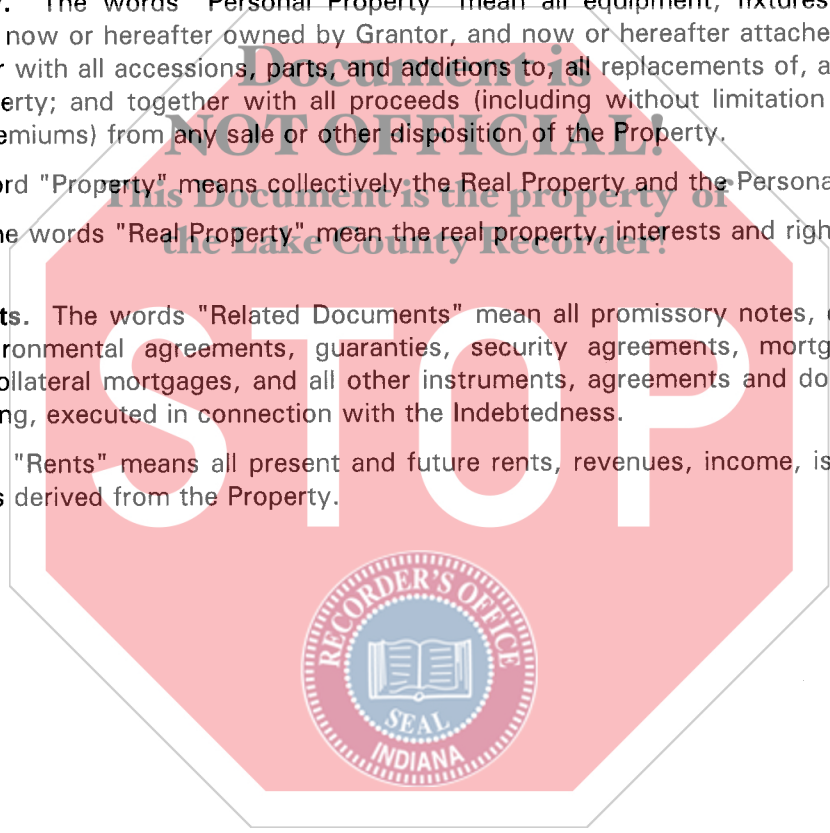 . The words "Personal Property" mean all equipment, fixtures
now or hereafter owned by Grantor, and now or hereafter attache
r with all accessions, parts, and additions to, all replacements of, a
Document is
erty; and together with all proceeds (including without limitation
emiums) from any sale or other disposition of the Property.
NOT OFFICIAL!
ord "Property" means collectively the Real Property and the Persona
This Document is the property of
ne words "Real Property" mean the real property, interests and righ
the Lake County Recorder!
ts. The words "Related Documents" mean all promissory notes,
ronmental agreements, guaranties, security agreements, mortg
ollateral mortgages, and all other instruments, agreements and do
ng, executed in connection with the Indebtedness.
STOP
"Rents" means all present and future rents, revenues, income, is
s derived from the Property.
RECORDER'S OFFICE
SEAL
INDIANA